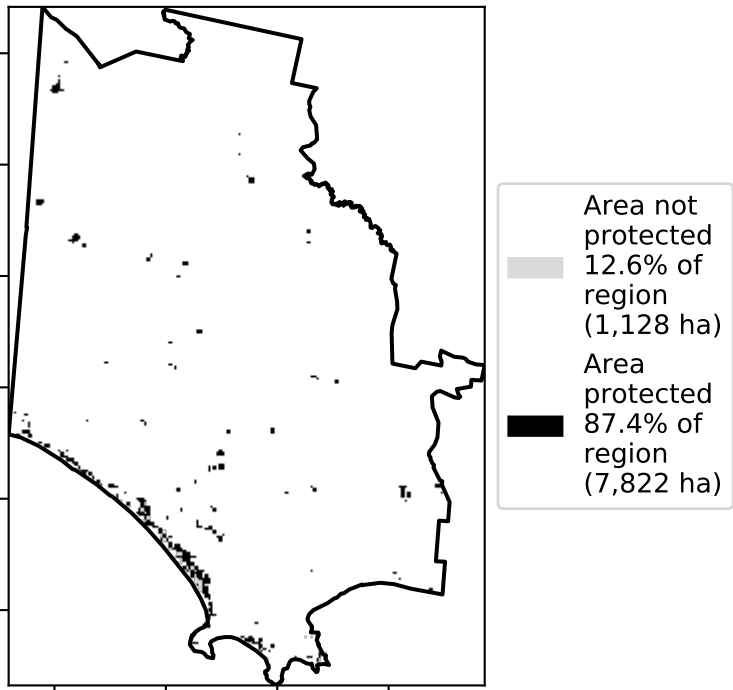 Area not
protected
12.6% of
region
(1,128 ha)
Area
protected
87.4% of
region
(7,822 ha)